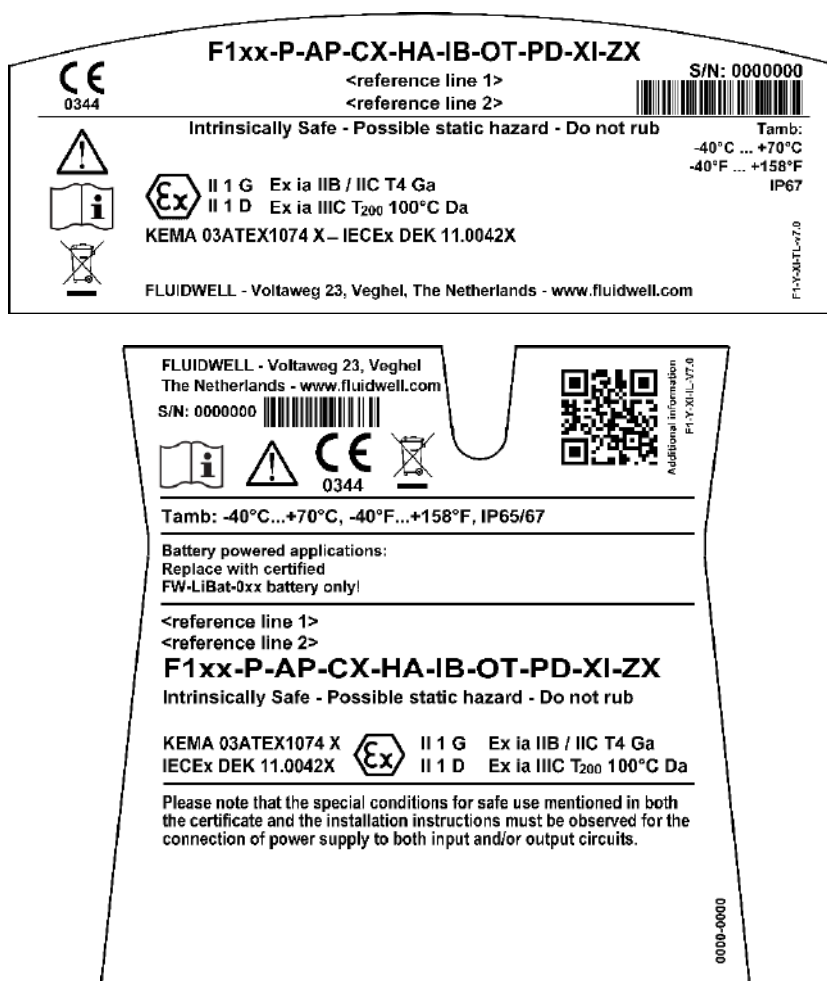 F1xx-P-AP-CX-HA-IB-OT-PD-XI-ZX
<reference line 1>
<reference line 2>
S/N: 0000000
CE
0344
Intrinsically Safe - Possible static hazard - Do not rub
Tamb:
-40°C ... +70°C
-40°F ... +158°F
IP67
i
Ex
II 1 G Ex ia IIB / IIC T4 Ga
II 1 D Ex ia IIIC T200 100°C Da
KEMA 03ATEX1074 X – IECEx DEK 11.0042X
FLUIDWELL - Voltaweg 23, Veghel, The Netherlands - www.fluidwell.com
F1-Y-XI-TL-v7.0
FLUIDWELL - Voltaweg 23, Veghel
The Netherlands - www.fluidwell.com
S/N: 0000000
i
CE
0344
Additional information
F1-Y-XI-IL-V7.0
Tamb: -40°C...+70°C, -40°F...+158°F, IP65/67
Battery powered applications:
Replace with certified
FW-LiBat-0xx battery only!
<reference line 1>
<reference line 2>
F1xx-P-AP-CX-HA-IB-OT-PD-XI-ZX
Intrinsically Safe - Possible static hazard - Do not rub
KEMA 03ATEX1074 X Ex II 1 G Ex ia IIB / IIC T4 Ga
IECEx DEK 11.0042X II 1 D Ex ia IIIC T200 100°C Da
Please note that the special conditions for safe use mentioned in both
the certificate and the installation instructions must be observed for the
connection of power supply to both input and/or output circuits.
0000-0000